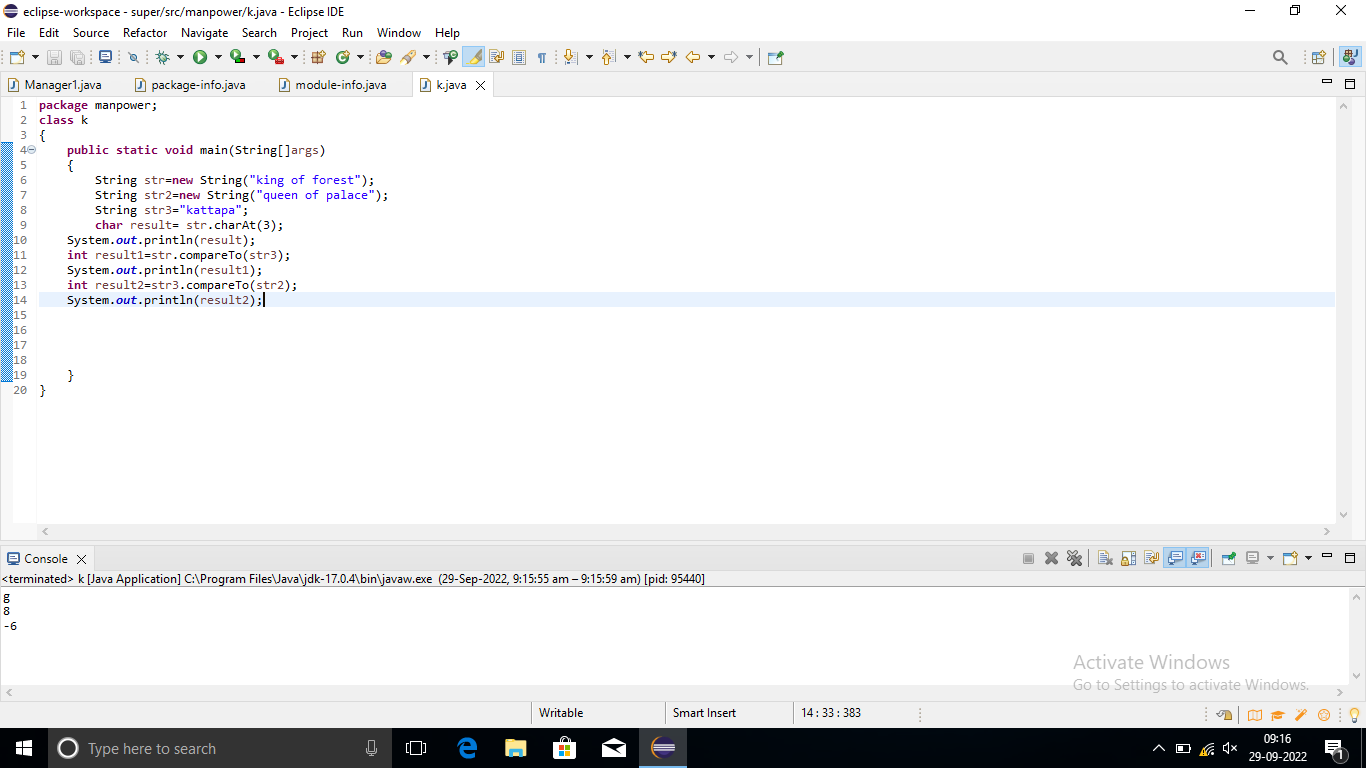 eclipse-workspace - super/src/manpower/k.java - Eclipse IDE
File Edit Source Refactor Navigate Search Project Run Window Help
Manager1.java package-info.java module-info.java k.java
1 package manpower;
2 class k
3 {
4 public static void main(String[]args)
5 {
6 String str=new String("king of forest");
7 String str2=new String("queen of palace");
8 String str3="kattapa";
9 char result= str.charAt(3);
10 System.out.println(result);
11 int result1=str.compareTo(str3);
12 System.out.println(result1);
13 int result2=str3.compareTo(str2);
14 System.out.println(result2);
15
16
17
18
19 }
20 }
Console
<terminated> k [Java Application] C:\Program Files\Java\jdk-17.0.4\bin\javaw.exe (29-Sep-2022, 9:15:55 am – 9:15:59 am) [pid: 95440]
g
8
-6
Activate Windows
Go to Settings to activate Windows.
Writable Smart Insert 14 : 33 : 383
Type here to search
09:16
29-09-2022
1